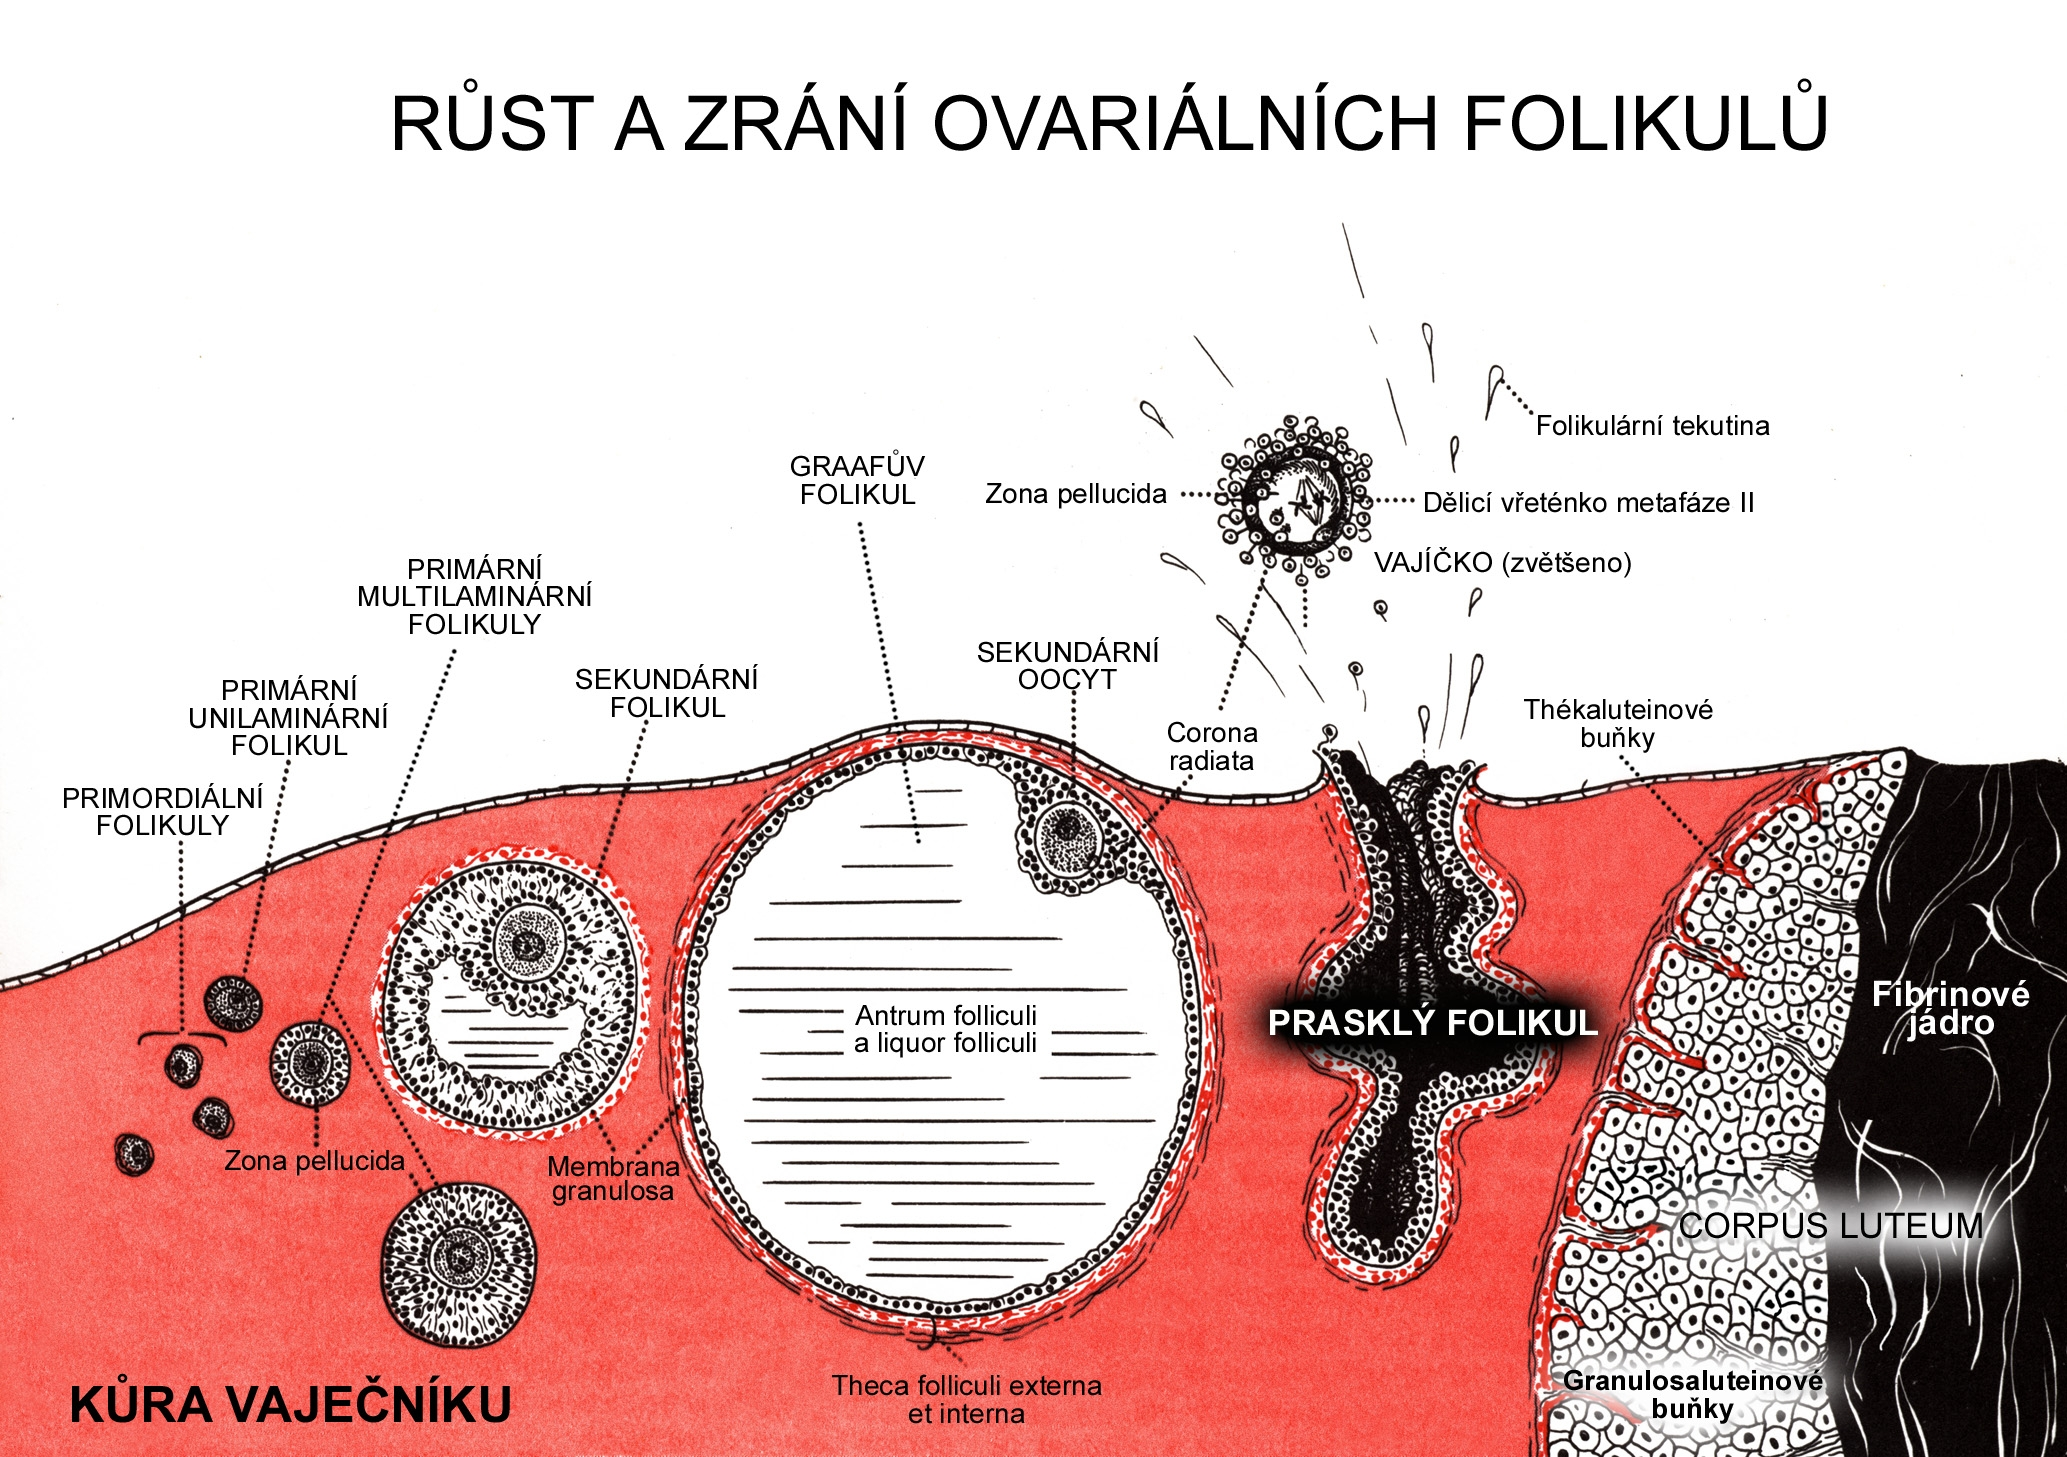 RŮST A ZRÁNÍ OVARIÁLNÍCH FOLIKULŮ
Folikulární tekutina
GRAAFŮV
FOLIKUL
Zona pellucida
Dělicí vřeténko metafáze II
VAJÍČKO (zvětšeno)
PRIMÁRNÍ
MULTILAMINÁRNÍ
FOLIKULY
SEKUNDÁRNÍ
OOCYT
SEKUNDÁRNÍ
FOLIKUL
PRIMÁRNÍ
UNILAMINÁRNÍ
FOLIKUL
Corona
radiata
Thékaluteinové
buňky
PRIMORDIÁLNÍ
FOLIKULY
Antrum folliculi
a liquor folliculi
PRASKLÝ FOLIKUL
Fibrinové
jádro
Zona pellucida
Membrana
granulosa
CORPUS LUTEUM
KŮRA VAJEČNÍKU
Theca folliculi externa
et interna
Granulosaluteinové
buňky